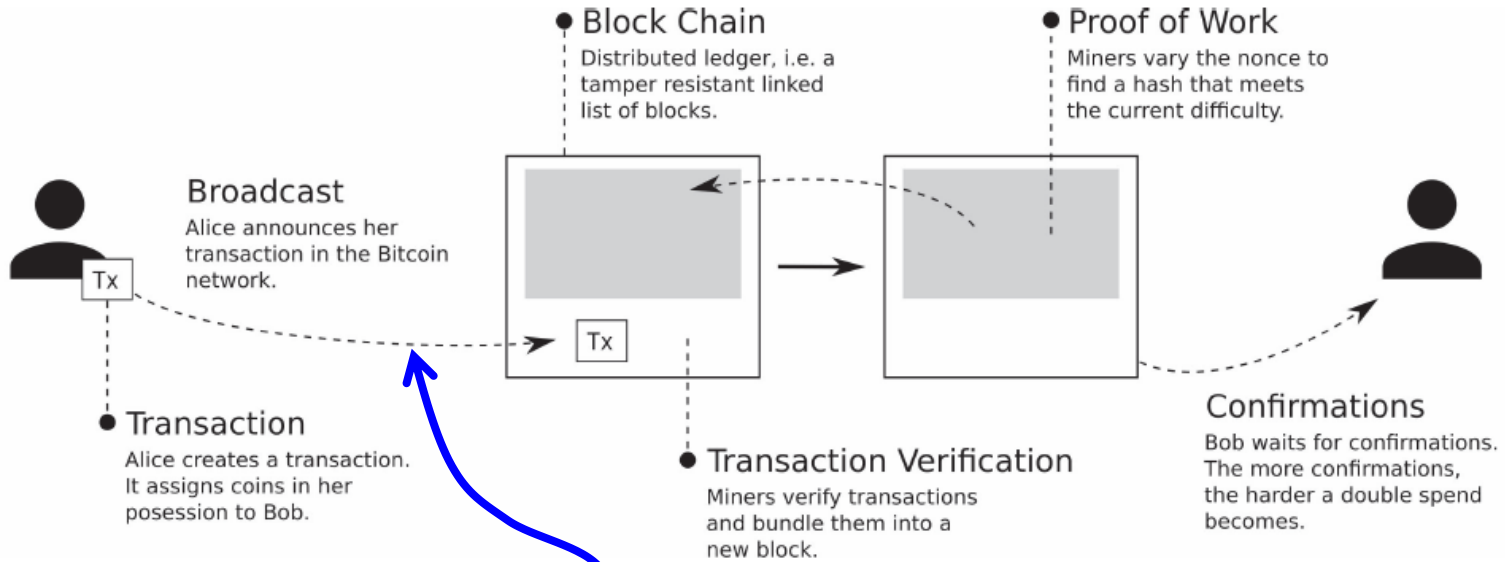 Block Chain
Distributed ledger, i.e. a
tamper resistant linked
list of blocks.
Proof of Work
Miners vary the nonce to
find a hash that meets
the current difficulty.
Broadcast
Alice announces her
transaction in the Bitcoin
network.
Tx
Tx
Transaction
Alice creates a transaction.
It assigns coins in her
posession to Bob.
Transaction Verification
Miners verify transactions
and bundle them into a
new block.
Confirmations
Bob waits for confirmations.
The more confirmations,
the harder a double spend
becomes.